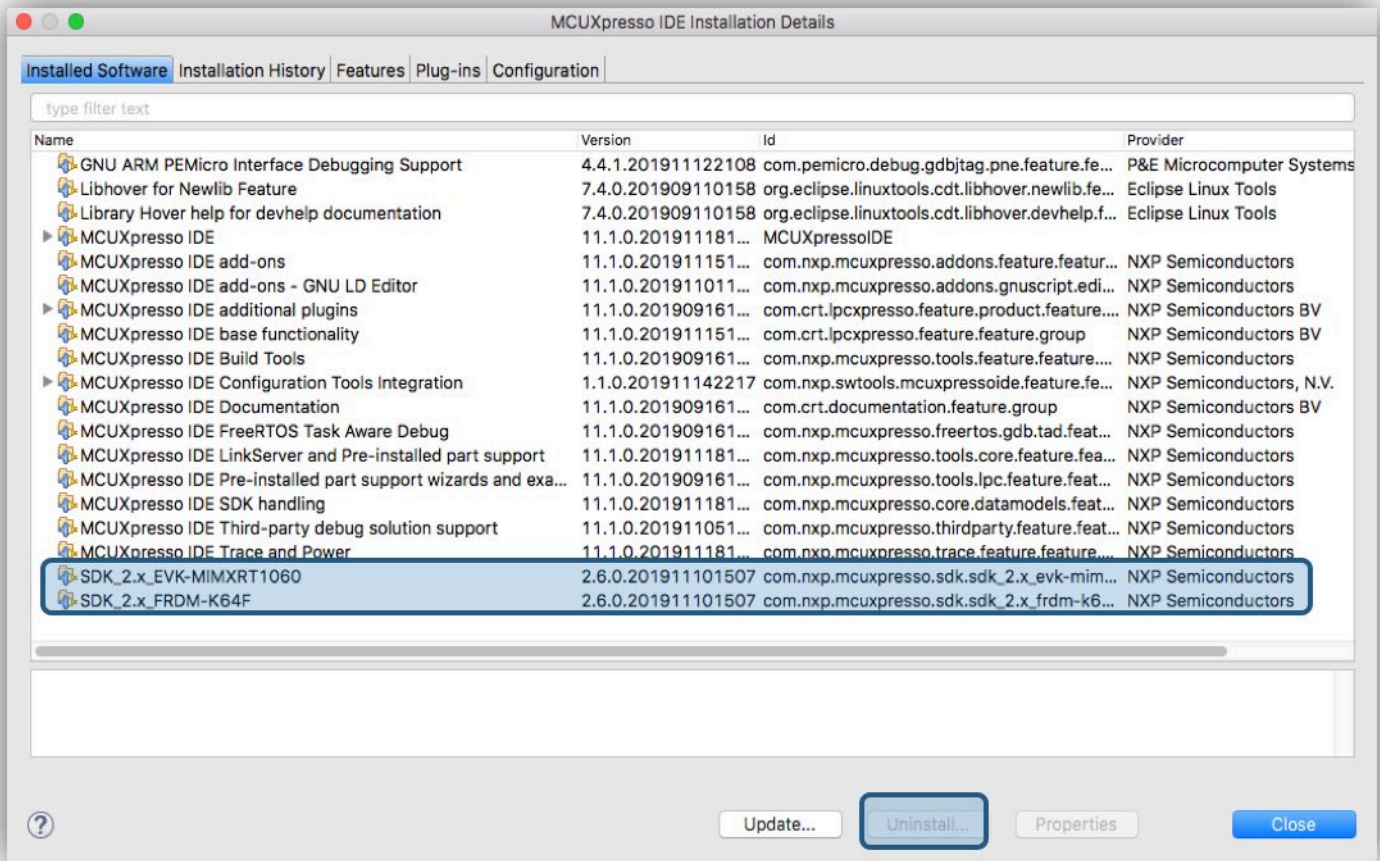 MCUXpresso IDE Installation Details
Installed Software Installation History Features Plug-ins Configuration
type filter text
Name Version Id Provider
GNU ARM PEMicro Interface Debugging Support 4.4.1.201911122108 com.pemicro.debug.gdbjtag.pne.feature.fe... P&E Microcomputer Systems
Libhover for Newlib Feature 7.4.0.201909110158 org.eclipse.linuxtools.cdt.libhover.newlib.fe... Eclipse Linux Tools
Library Hover help for devhelp documentation 7.4.0.201909110158 org.eclipse.linuxtools.cdt.libhover.devhelp.f... Eclipse Linux Tools
MCUXpresso IDE 11.1.0.201911181... MCUXpressoIDE
MCUXpresso IDE add-ons 11.1.0.201911151... com.nxp.mcuxpresso.addons.feature.featur... NXP Semiconductors
MCUXpresso IDE add-ons - GNU LD Editor 11.1.0.201911011... com.nxp.mcuxpresso.addons.gnuscript.edi... NXP Semiconductors
MCUXpresso IDE additional plugins 11.1.0.201909161... com.crt.lpcxpresso.feature.product.feature.... NXP Semiconductors BV
MCUXpresso IDE base functionality 11.1.0.201911151... com.crt.lpcxpresso.feature.feature.group NXP Semiconductors BV
MCUXpresso IDE Build Tools 11.1.0.201909161... com.nxp.mcuxpresso.tools.feature.feature.... NXP Semiconductors
MCUXpresso IDE Configuration Tools Integration 1.1.0.201911142217 com.nxp.swtools.mcuxpressoide.feature.fe... NXP Semiconductors, N.V.
MCUXpresso IDE Documentation 11.1.0.201909161... com.crt.documentation.feature.group NXP Semiconductors BV
MCUXpresso IDE FreeRTOS Task Aware Debug 11.1.0.201909161... com.nxp.mcuxpresso.freertos.gdb.tad.feat... NXP Semiconductors
MCUXpresso IDE LinkServer and Pre-installed part support 11.1.0.201911181... com.nxp.mcuxpresso.tools.core.feature.fea... NXP Semiconductors
MCUXpresso IDE Pre-installed part support wizards and exa... 11.1.0.201909161... com.nxp.mcuxpresso.tools.lpc.feature.feat... NXP Semiconductors
MCUXpresso IDE SDK handling 11.1.0.201911181... com.nxp.mcuxpresso.core.datamodels.feat... NXP Semiconductors
MCUXpresso IDE Third-party debug solution support 11.1.0.201911051... com.nxp.mcuxpresso.thirdparty.feature.feat... NXP Semiconductors
MCUXpresso IDE Trace and Power 11.1.0.201911181... com.nxp.mcuxpresso.trace.feature.feature.... NXP Semiconductors
SDK_2.x_EVK-MIMXRT1060 2.6.0.201911101507 com.nxp.mcuxpresso.sdk.sdk_2.x_evk-mim... NXP Semiconductors
SDK_2.x_FRDM-K64F 2.6.0.201911101507 com.nxp.mcuxpresso.sdk.sdk_2.x_frdm-k6... NXP Semiconductors
? Update... Uninstall... Properties Close